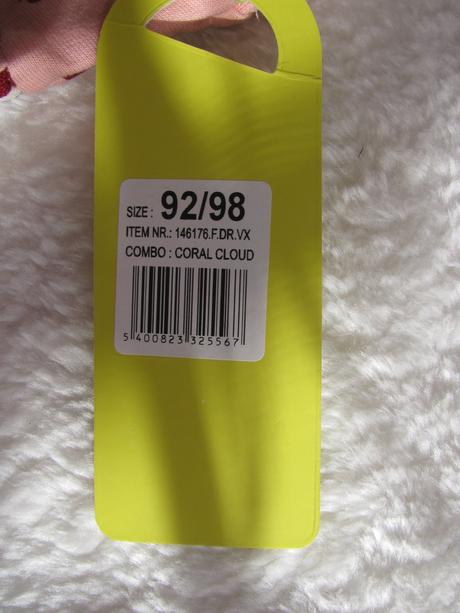 SIZE : 92/98
ITEM NR.: 146176.F.DR.VX
COMBO : CORAL CLOUD
5 400823 325567